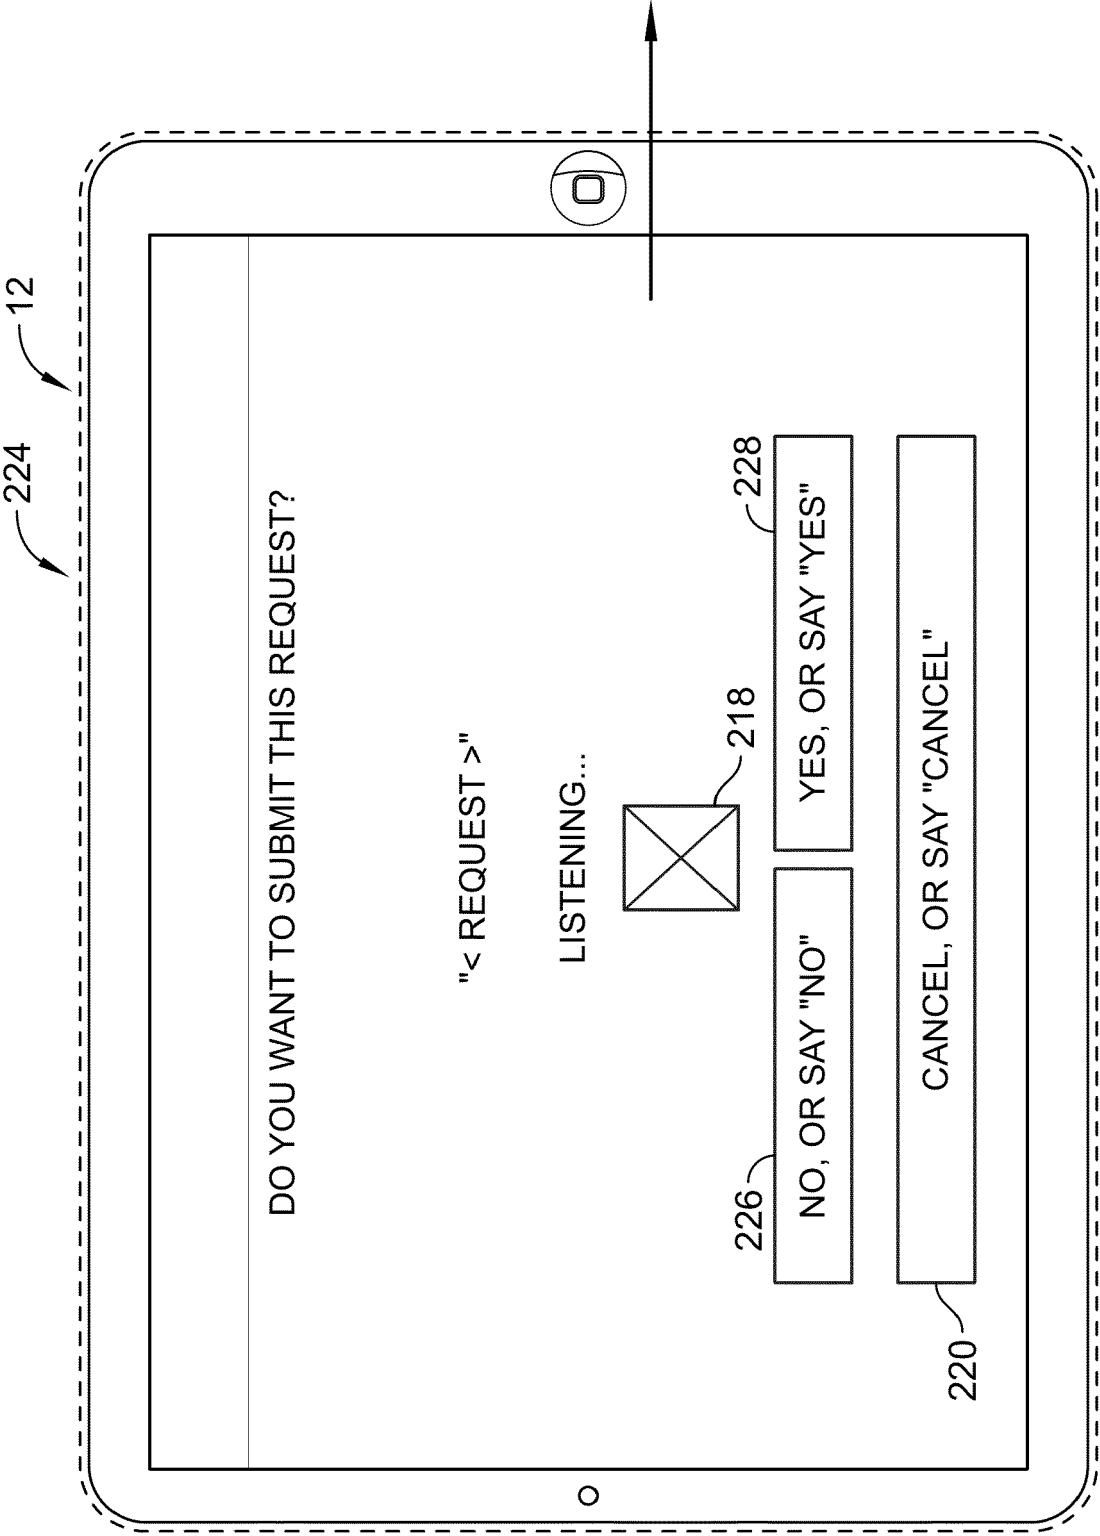 224
12
DO YOU WANT TO SUBMIT THIS REQUEST?
"< REQUEST >"
LISTENING...
218
226
228
NO, OR SAY "NO"
YES, OR SAY "YES"
CANCEL, OR SAY "CANCEL"
220